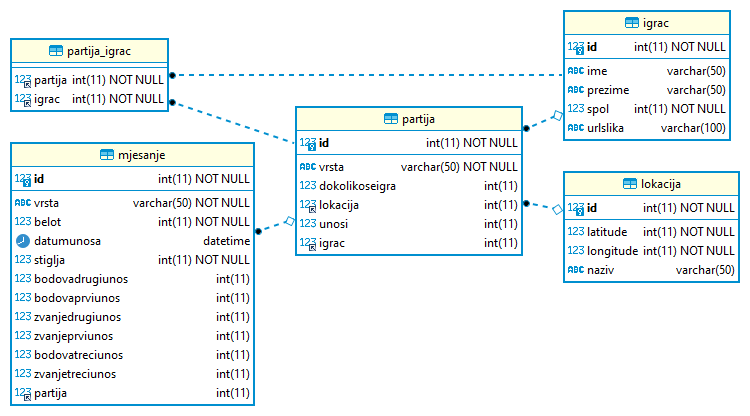 partija_igrac
123 partija int(11) NOT NULL
123 igrac int(11) NOT NULL
igrac
123 id int(11) NOT NULL
ABC ime varchar(50)
ABC prezime varchar(50)
123 spol int(11) NOT NULL
ABC urlslika varchar(100)
partija
123 id int(11) NOT NULL
ABC vrsta varchar(50) NOT NULL
123 dokolikoseigra int(11)
123 lokacija int(11)
123 unosi int(11)
123 igrac int(11)
mjesanje
123 id int(11) NOT NULL
ABC vrsta varchar(50) NOT NULL
123 belot int(11) NOT NULL
datumunosa datetime
123 stiglja int(11) NOT NULL
123 bodovadrugiunos int(11)
123 bodovaprviunos int(11)
123 zvanjedrugiunos int(11)
123 zvanjeprviunos int(11)
123 bodovatreciunos int(11)
123 zvanjetreciunos int(11)
123 partija int(11)
lokacija
123 id int(11) NOT NULL
123 latitude int(11) NOT NULL
123 longitude int(11) NOT NULL
ABC naziv varchar(50)